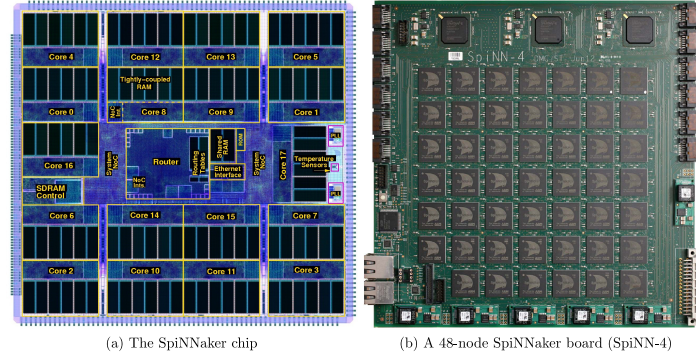 Core 4
Core 12
Core 13
Core 5
Tightly-coupled
RAM
Core 0
NoC
Ints
Core 8
Core 9
Core 1
Core 16
System
NoC
Router
NoC
Ints
Routing
Tables
Shared
RAM
ROM
Ethernet
Interface
System
NoC
Core 17
Temperature
Sensors
SDRAM
Control
Core 6
Core 14
Core 15
Core 7
Core 2
Core 10
Core 11
Core 3
SpiNN-4
(a) The SpiNNaker chip
(b) A 48-node SpiNNaker board (SpiNN-4)